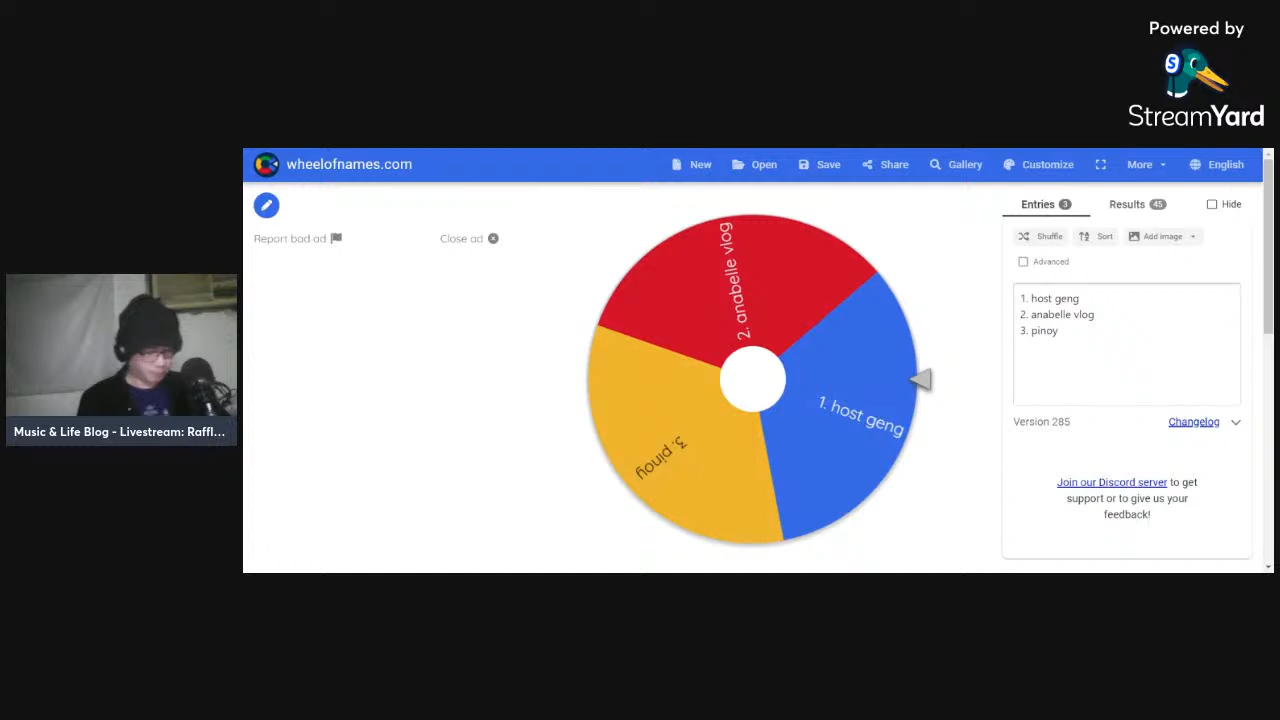 Powered by
S
StreamYard
wheelofnames.com
New
Open
Save
Share
Gallery
Customize
More
English
Report bad ad
Close ad
2. anabelle vlog
1. host geng
3. pinoy
Entries 3
Results 45
Hide
Shuffle
Sort
Add image
Advanced
1. host geng
2. anabelle vlog
3. pinoy
Version 285
Changelog
Join our Discord server to get
support or to give us your
feedback!
Music & Life Blog - Livestream: Raffl...